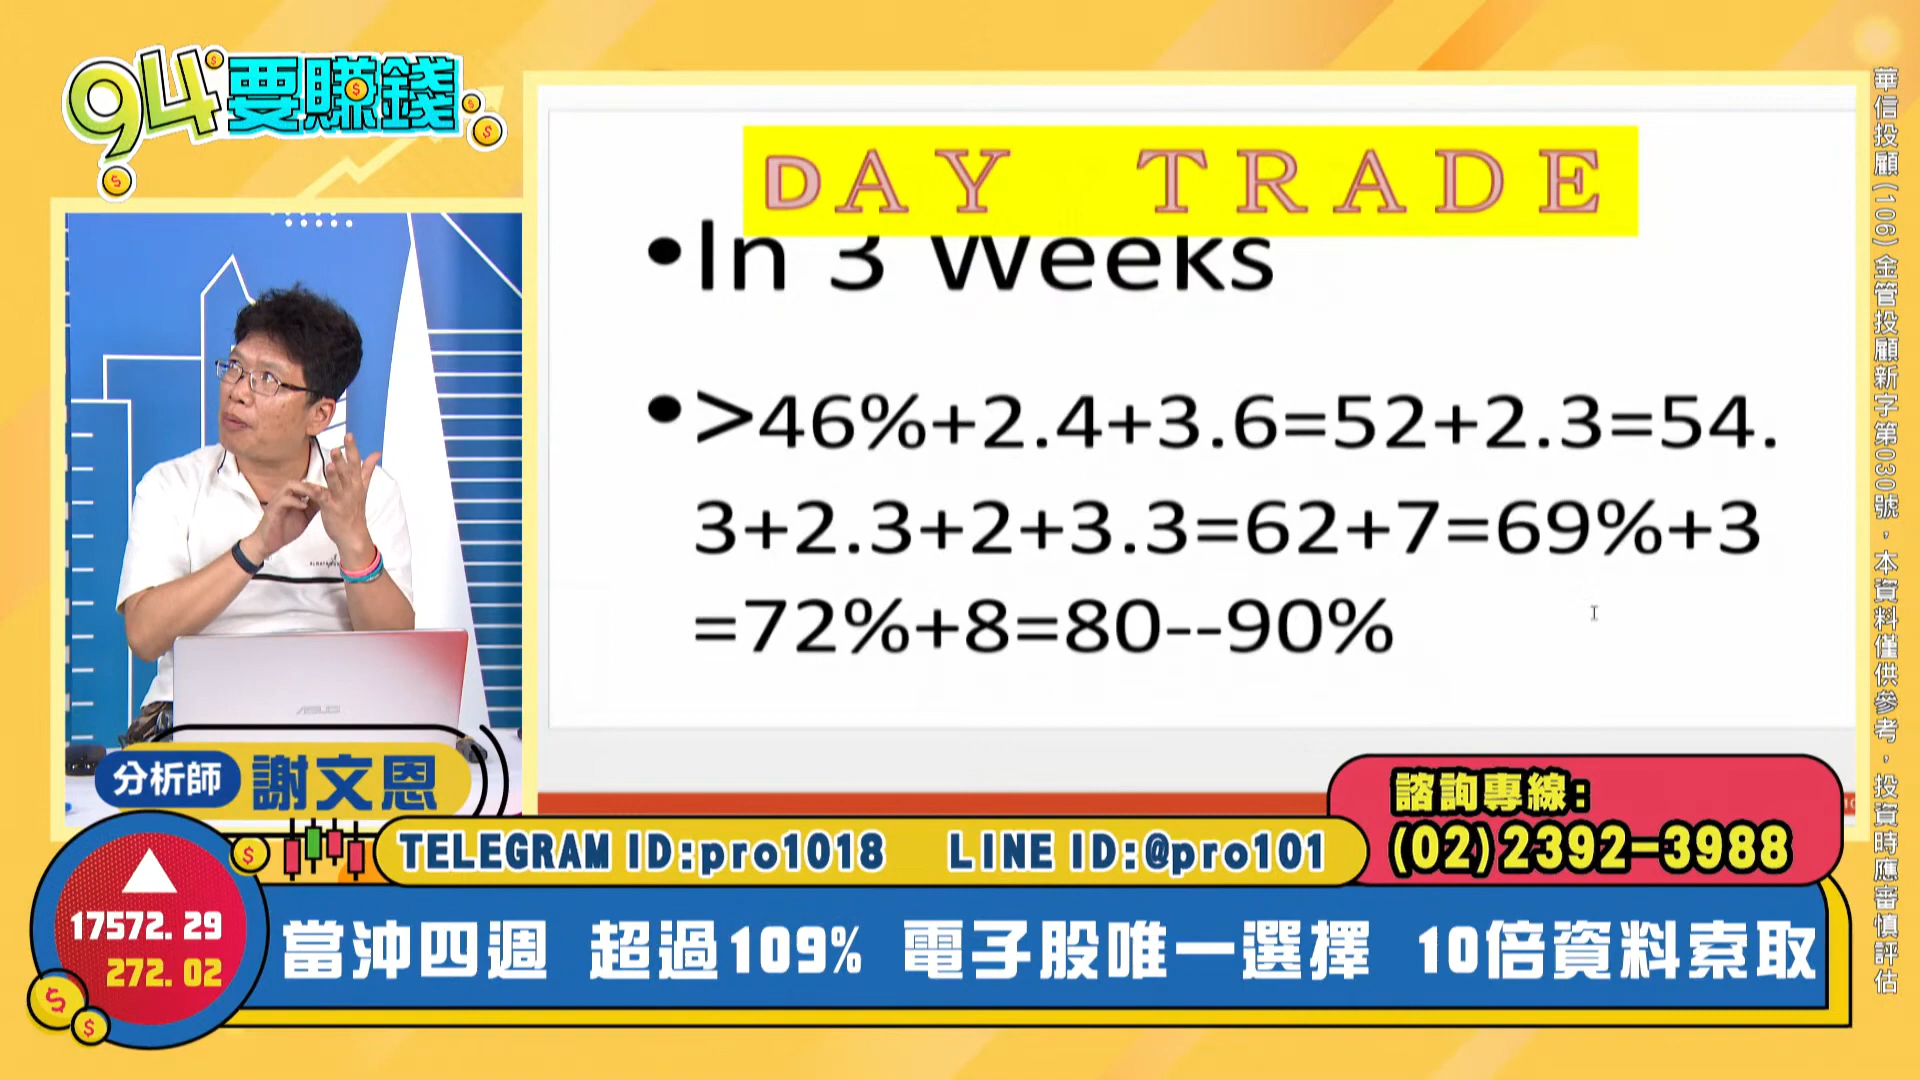 94要賺錢
DAY TRADE
•In 3 Weeks
•>46%+2.4+3.6=52+2.3=54.
3+2.3+2+3.3=62+7=69%+3
=72%+8=80--90%
華信投顧(106)金管投顧新字第030號，本資料僅供參考，投資時應審慎評估
ASUS
分析師 謝文恩
諮詢專線:
(02)2392-3988
TELEGRAM ID:pro1018 LINE ID:@pro101
17572.29
272.02
當沖四週 超過109% 電子股唯一選擇 10倍資料索取